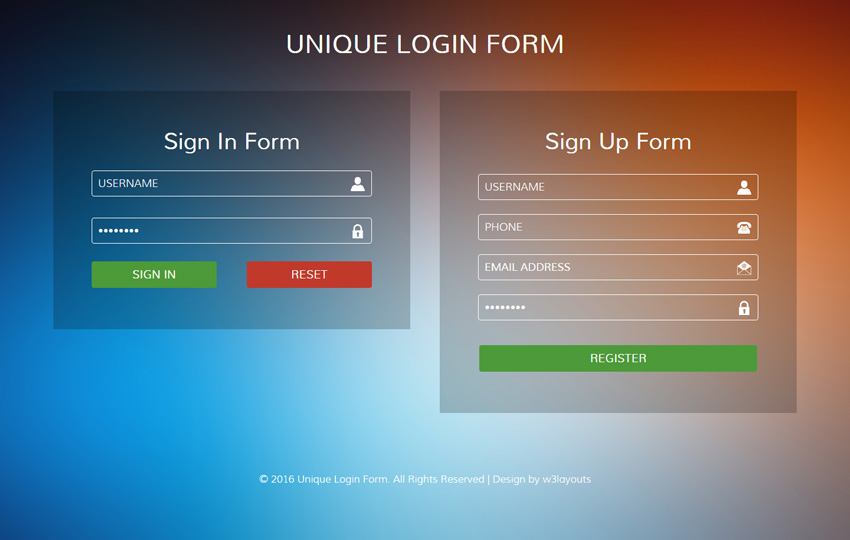 UNIQUE LOGIN FORM
Sign In Form
USERNAME
••••••••
SIGN IN RESET
Sign Up Form
USERNAME
PHONE
EMAIL ADDRESS
••••••••
REGISTER
© 2016 Unique Login Form. All Rights Reserved | Design by w3layouts